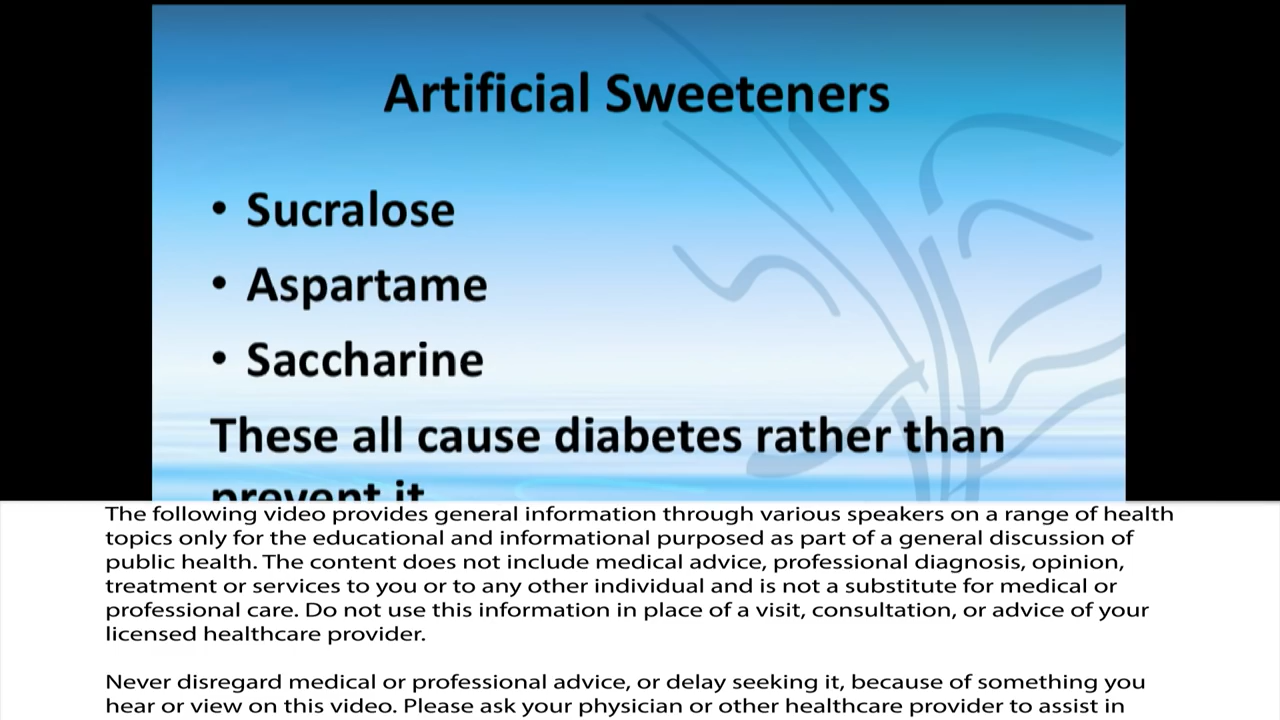 Artificial Sweeteners
• Sucralose
• Aspartame
• Saccharine
These all cause diabetes rather than
prevent it
The following video provides general information through various speakers on a range of health
topics only for the educational and informational purposed as part of a general discussion of
public health. The content does not include medical advice, professional diagnosis, opinion,
treatment or services to you or to any other individual and is not a substitute for medical or
professional care. Do not use this information in place of a visit, consultation, or advice of your
licensed healthcare provider.
Never disregard medical or professional advice, or delay seeking it, because of something you
hear or view on this video. Please ask your physician or other healthcare provider to assist in